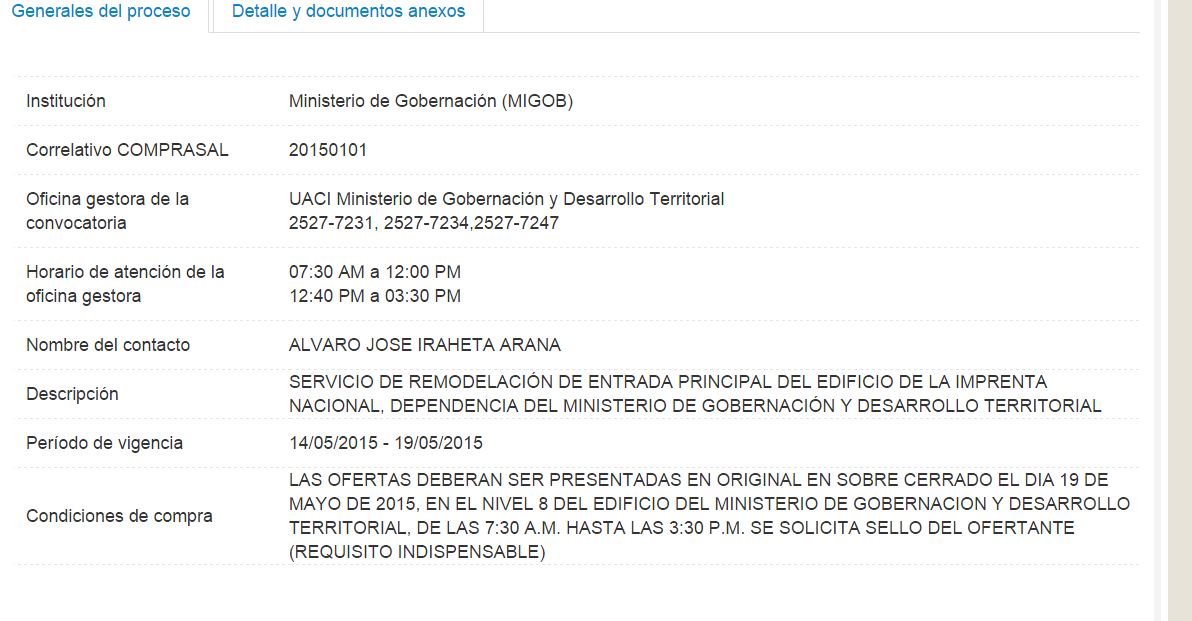 Generales del proceso
Detalle y documentos anexos
Institución
Ministerio de Gobernación (MIGOB)
Correlativo COMPRASAL
20150101
Oficina gestora de la
convocatoria
UACI Ministerio de Gobernación y Desarrollo Territorial
2527-7231, 2527-7234,2527-7247
Horario de atención de la
oficina gestora
07:30 AM a 12:00 PM
12:40 PM a 03:30 PM
Nombre del contacto
ALVARO JOSE IRAHETA ARANA
Descripción
SERVICIO DE REMODELACIÓN DE ENTRADA PRINCIPAL DEL EDIFICIO DE LA IMPRENTA
NACIONAL, DEPENDENCIA DEL MINISTERIO DE GOBERNACIÓN Y DESARROLLO TERRITORIAL
Período de vigencia
14/05/2015 - 19/05/2015
Condiciones de compra
LAS OFERTAS DEBERAN SER PRESENTADAS EN ORIGINAL EN SOBRE CERRADO EL DIA 19 DE
MAYO DE 2015, EN EL NIVEL 8 DEL EDIFICIO DEL MINISTERIO DE GOBERNACION Y DESARROLLO
TERRITORIAL, DE LAS 7:30 A.M. HASTA LAS 3:30 P.M. SE SOLICITA SELLO DEL OFERTANTE
(REQUISITO INDISPENSABLE)